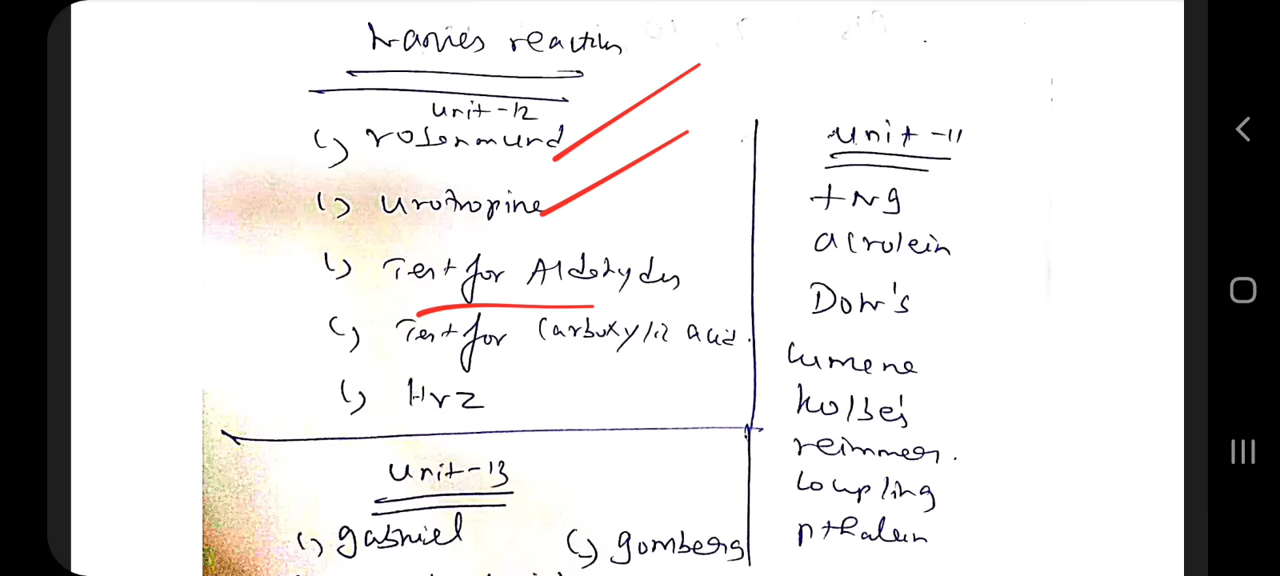 Names reaction
Unit-12
rosenmund
Urotropine
Test for Aldehydes
Test for Carboxylic acid.
HVZ
Unit-13
gabriel
gomberg
Unit-11
TNG
acrolein
Dow's
Cumene
kolbe's
reimmer.
Coupling
pthalein